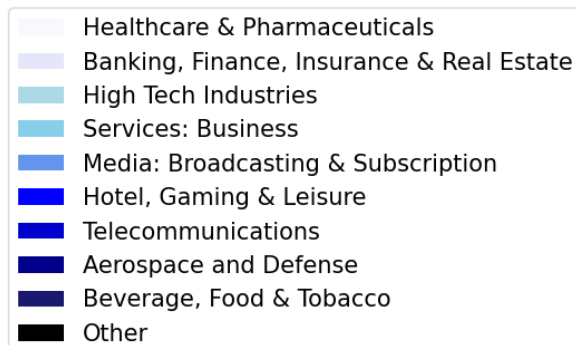 Healthcare & Pharmaceuticals
Banking, Finance, Insurance & Real Estate
High Tech Industries
Services: Business
Media: Broadcasting & Subscription
Hotel, Gaming & Leisure
Telecommunications
Aerospace and Defense
Beverage, Food & Tobacco
Other